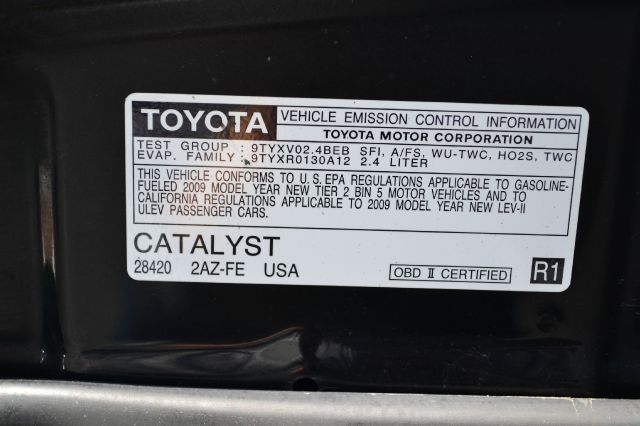 TOYOTA VEHICLE EMISSION CONTROL INFORMATION
TOYOTA MOTOR CORPORATION
TEST GROUP : 9TYXV02.4BEB SFI, A/FS, WU-TWC, HO2S, TWC
EVAP. FAMILY : 9TYXR0130A12 2.4 LITER
THIS VEHICLE CONFORMS TO U.S. EPA REGULATIONS APPLICABLE TO GASOLINE-
FUELED 2009 MODEL YEAR NEW TIER 2 BIN 5 MOTOR VEHICLES AND TO
CALIFORNIA REGULATIONS APPLICABLE TO 2009 MODEL YEAR NEW LEV-II
ULEV PASSENGER CARS.
CATALYST
28420 2AZ-FE USA
OBD II CERTIFIED
R1